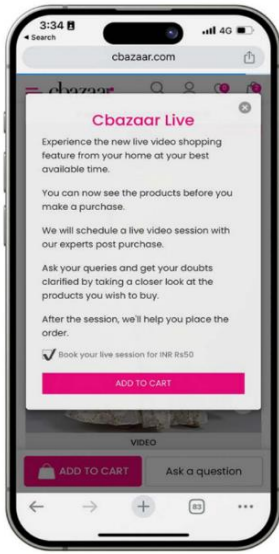 3:34
Search
4G
cbazaar.com
cbazaar
Cbazaar Live
Experience the new live video shopping
feature from your home at your best
available time.
You can now see the products before you
make a purchase.
We will schedule a live video session with
our experts post purchase.
Ask your queries and get your doubts
clarified by taking a closer look at the
products you wish to buy.
After the session, we'll help you place the
order.
Book your live session for INR Rs50
ADD TO CART
VIDEO
ADD TO CART
Ask a question
83